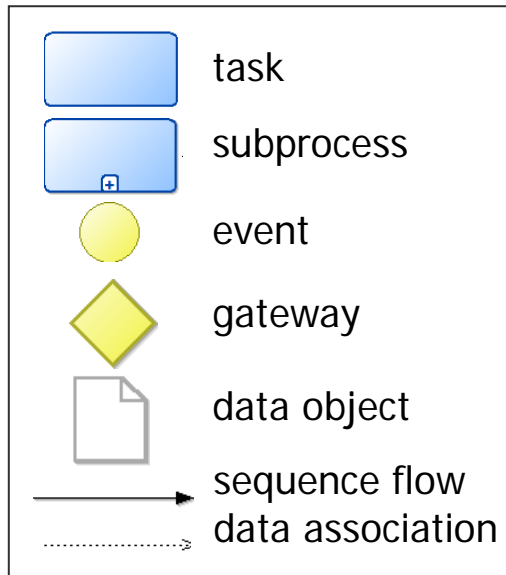 task
subprocess
event
gateway
data object
sequence flow
data association